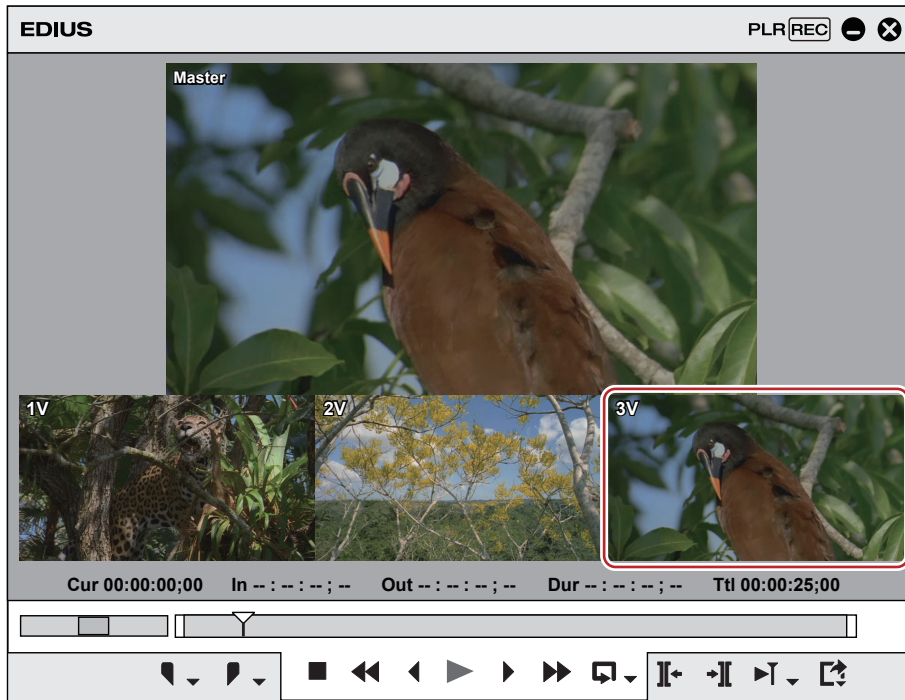 EDIUS
PLR REC
Master
1V
2V
3V
Cur 00:00:00;00 In -- : -- : -- ; -- Out -- : -- : -- ; -- Dur -- : -- : -- ; -- Ttl 00:00:25;00